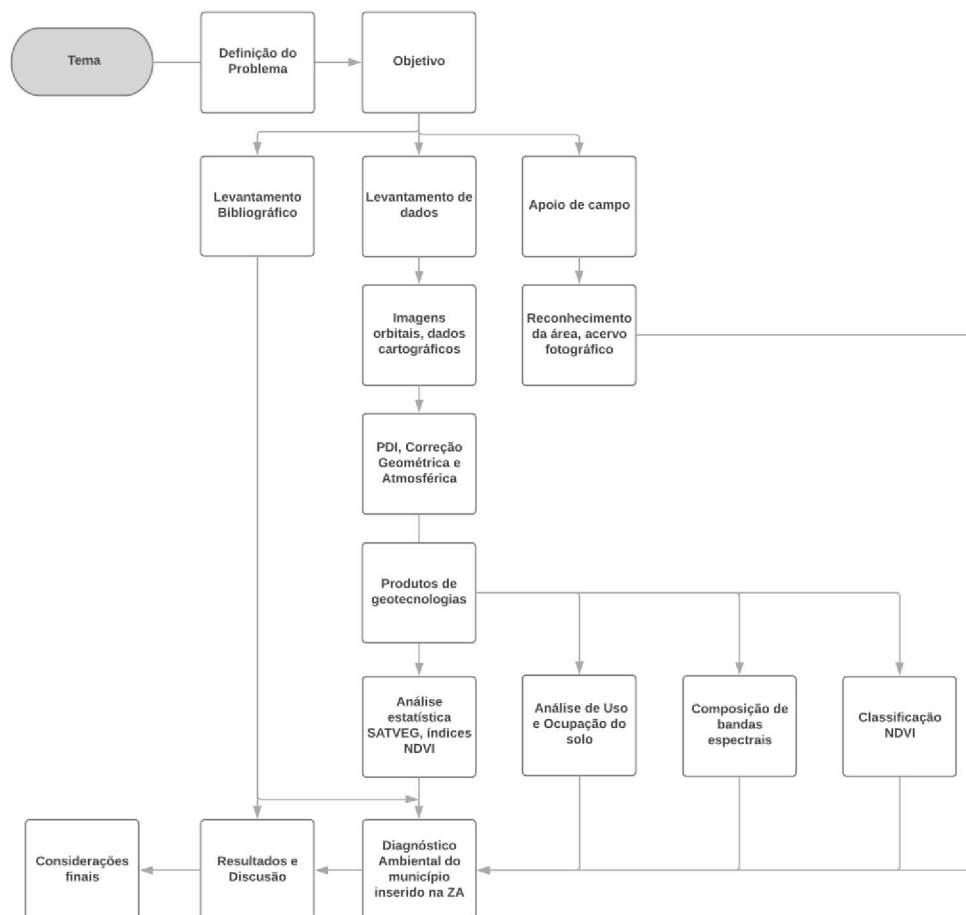 Tema
Definição do
Problema
Objetivo
Levantamento
Bibliográfico
Levantamento de
dados
Apoio de campo
Imagens
orbitais, dados
cartográficos
Reconhecimento
da área, acervo
fotográfico
PDI, Correção
Geométrica e
Atmosférica
Produtos de
geotecnologias
Análise
estatística
SATVEG, índices
NDVI
Análise de Uso
e Ocupação do
solo
Composição de
bandas
espectrais
Classificação
NDVI
Considerações
finais
Resultados e
Discusão
Diagnóstico
Ambiental do
município
inserido na ZA